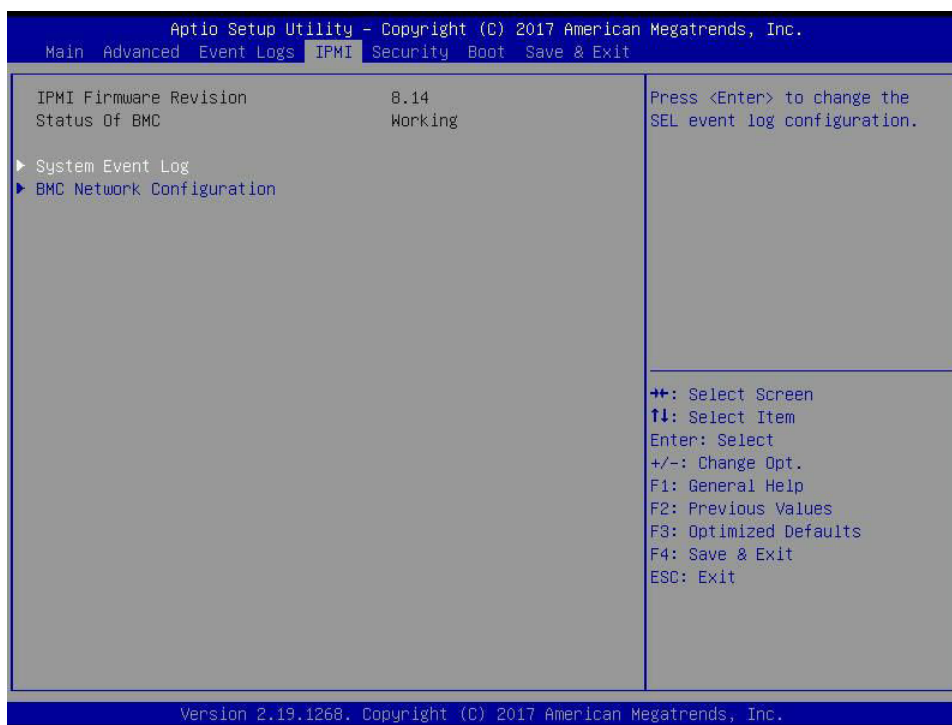 Aptio Setup Utility – Copyright (C) 2017 American Megatrends, Inc.
Main Advanced Event Logs IPMI Security Boot Save & Exit
IPMI Firmware Revision 8.14
Status Of BMC Working
System Event Log
BMC Network Configuration
Press <Enter> to change the
SEL event log configuration.
→←: Select Screen
↑↓: Select Item
Enter: Select
+/-: Change Opt.
F1: General Help
F2: Previous Values
F3: Optimized Defaults
F4: Save & Exit
ESC: Exit
Version 2.19.1268. Copyright (C) 2017 American Megatrends, Inc.